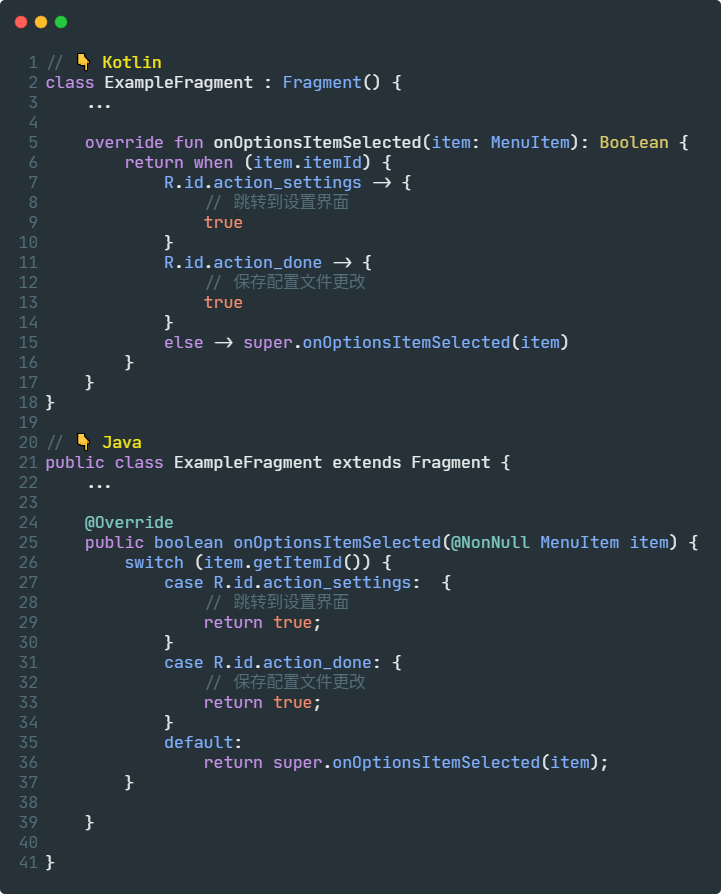 1 // 👇 Kotlin
2 class ExampleFragment : Fragment() {
3     ...
4
5     override fun onOptionsItemSelected(item: MenuItem): Boolean {
6         return when (item.itemId) {
7             R.id.action_settings -> {
8                 // 跳转到设置界面
9                 true
10             }
11             R.id.action_done -> {
12                 // 保存配置文件更改
13                 true
14             }
15             else -> super.onOptionsItemSelected(item)
16         }
17     }
18 }
19
20 // 👇 Java
21 public class ExampleFragment extends Fragment {
22     ...
23
24     @Override
25     public boolean onOptionsItemSelected(@NonNull MenuItem item) {
26         switch (item.getItemId()) {
27             case R.id.action_settings:  {
28                 // 跳转到设置界面
29                 return true;
30             }
31             case R.id.action_done: {
32                 // 保存配置文件更改
33                 return true;
34             }
35             default:
36                 return super.onOptionsItemSelected(item);
37         }
38
39     }
40
41 }